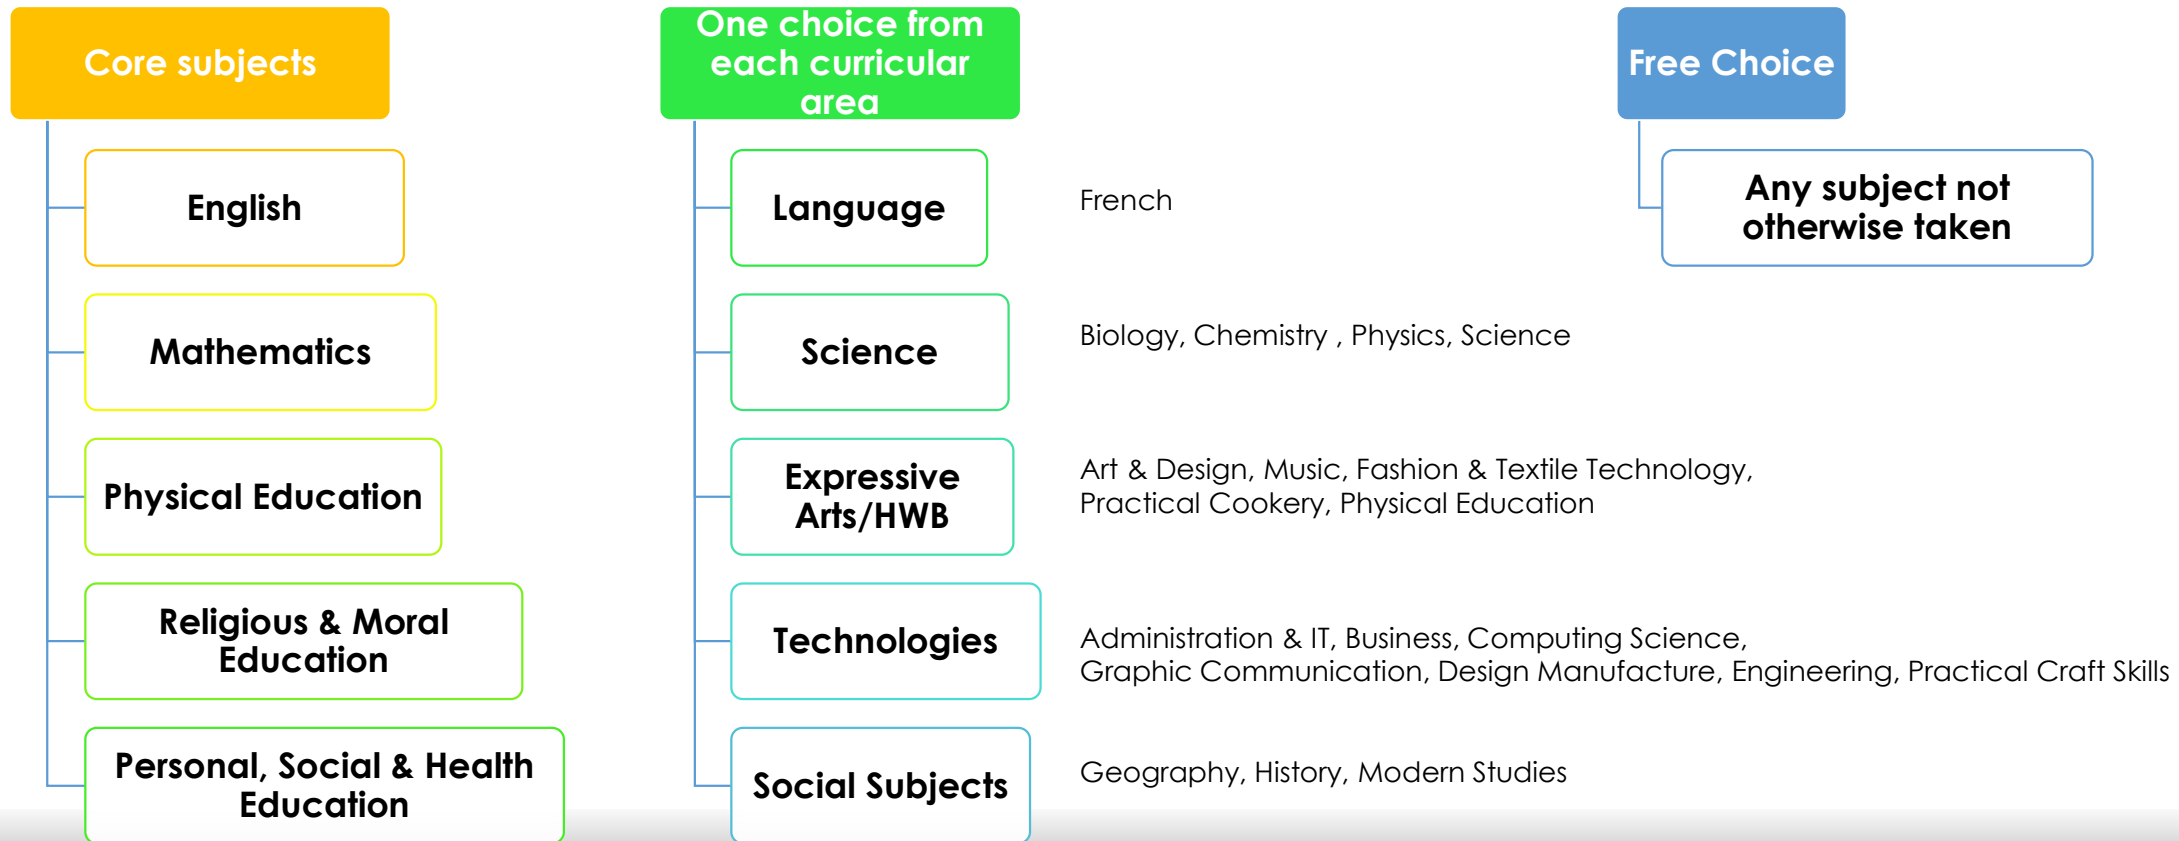 Core subjects
English
Mathematics
Physical Education
Religious & Moral
Education
Personal, Social & Health
Education
One choice from
each curricular
area
Language
French
Science
Biology, Chemistry , Physics, Science
Expressive
Arts/HWB
Art & Design, Music, Fashion & Textile Technology,
Practical Cookery, Physical Education
Technologies
Administration & IT, Business, Computing Science,
Graphic Communication, Design Manufacture, Engineering, Practical Craft Skills
Social Subjects
Geography, History, Modern Studies
Free Choice
Any subject not
otherwise taken